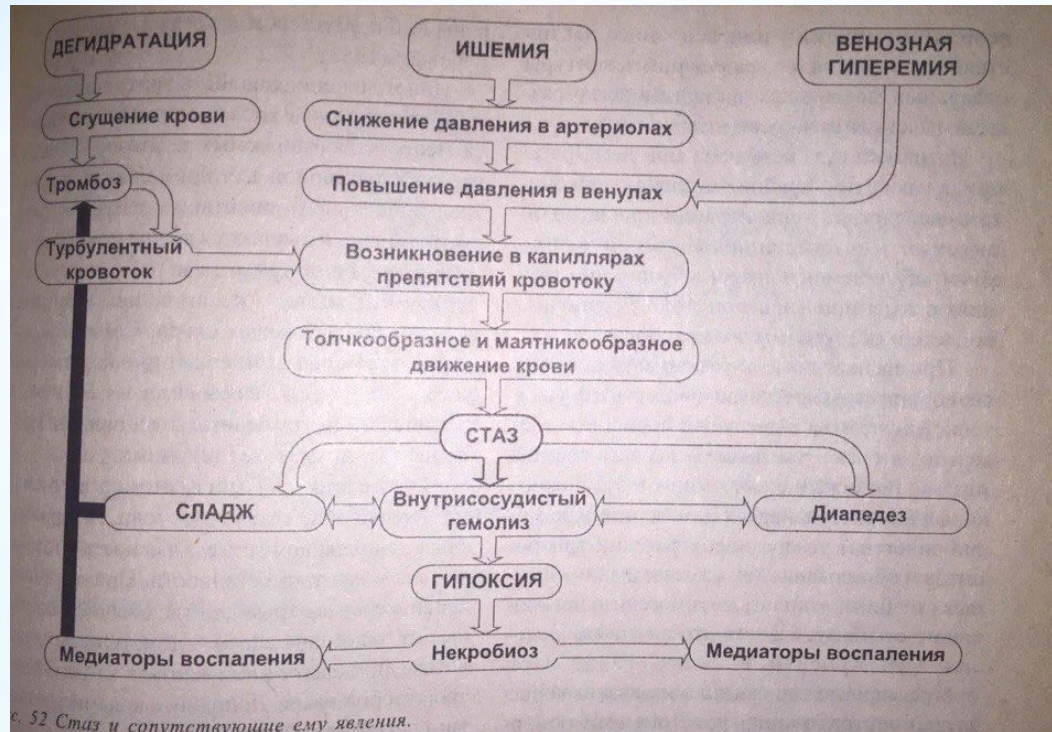 ДЕГИДРАТАЦИЯ
ИШЕМИЯ
ВЕНОЗНАЯ
ГИПЕРЕМИЯ
Сгущение крови
Снижение давления в артериолах
Тромбоз
Повышение давления в венулах
Турбулентный
кровоток
Возникновение в капиллярах
препятствий кровотоку
Толчкообразное и маятникообразное
движение крови
СТАЗ
СЛАДЖ
Внутрисосудистый
гемолиз
Диапедез
ГИПОКСИЯ
Медиаторы воспаления
Некробиоз
Медиаторы воспаления
с. 52 Стаз и сопутствующие ему явления.